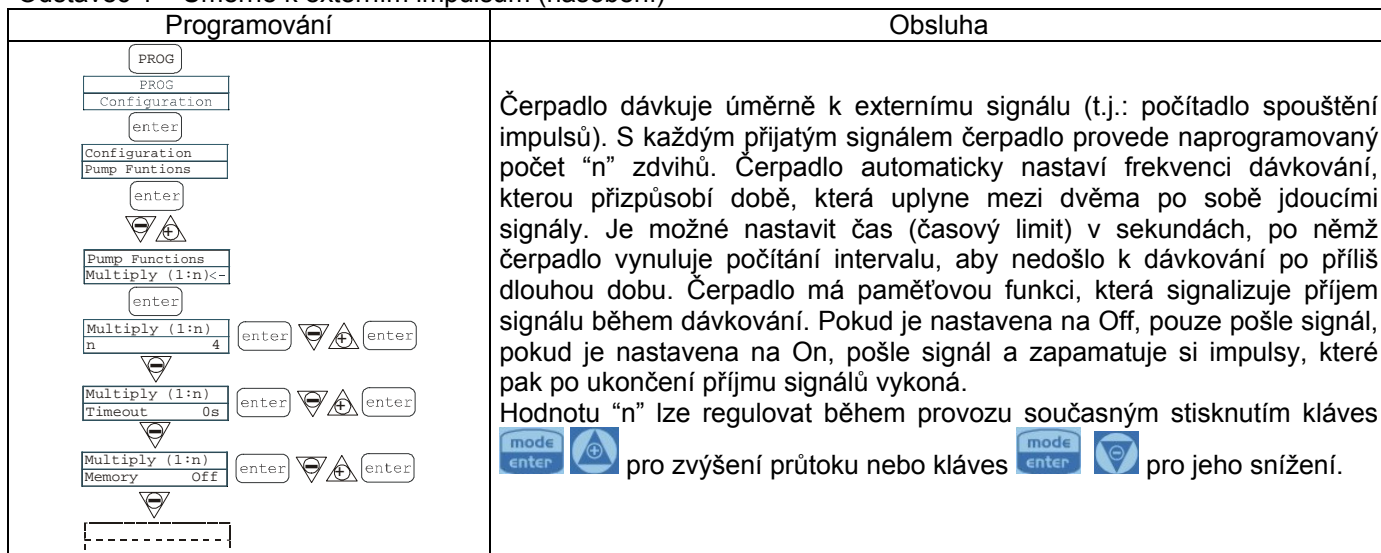 Odstavec 7 – Úměrně k externím impulsům (násobení)
Programování
Obsluha
PROG
PROG
Configuration
enter
Configuration
Pump Funtions
enter
Pump Functions
Multiply (1:n)<-
enter
Multiply (1:n)
n 4
enter
enter
Multiply (1:n)
Timeout 0s
enter
enter
Multiply (1:n)
Memory Off
enter
enter
Čerpadlo dávkuje úměrně k externímu signálu (t.j.: počítadlo spouštění
impulsů). S každým přijatým signálem čerpadlo provede naprogramovaný
počet “n” zdvihů. Čerpadlo automaticky nastaví frekvenci dávkování,
kterou přizpůsobí době, která uplyne mezi dvěma po sobě jdoucími
signály. Je možné nastavit čas (časový limit) v sekundách, po němž
čerpadlo vynuluje počítání intervalu, aby nedošlo k dávkování po příliš
dlouhou dobu. Čerpadlo má paměťovou funkci, která signalizuje příjem
signálu během dávkování. Pokud je nastavena na Off, pouze pošle signál,
pokud je nastavena na On, pošle signál a zapamatuje si impulsy, které
pak po ukončení příjmu signálů vykoná.
Hodnotu “n” lze regulovat během provozu současným stisknutím kláves
mode enter pro zvýšení průtoku nebo kláves mode enter pro jeho snížení.